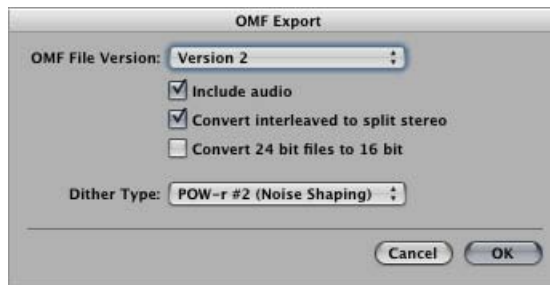 OMF Export
OMF File Version: Version 2
Include audio
Convert interleaved to split stereo
Convert 24 bit files to 16 bit
Dither Type: POW-r #2 (Noise Shaping)
Cancel OK